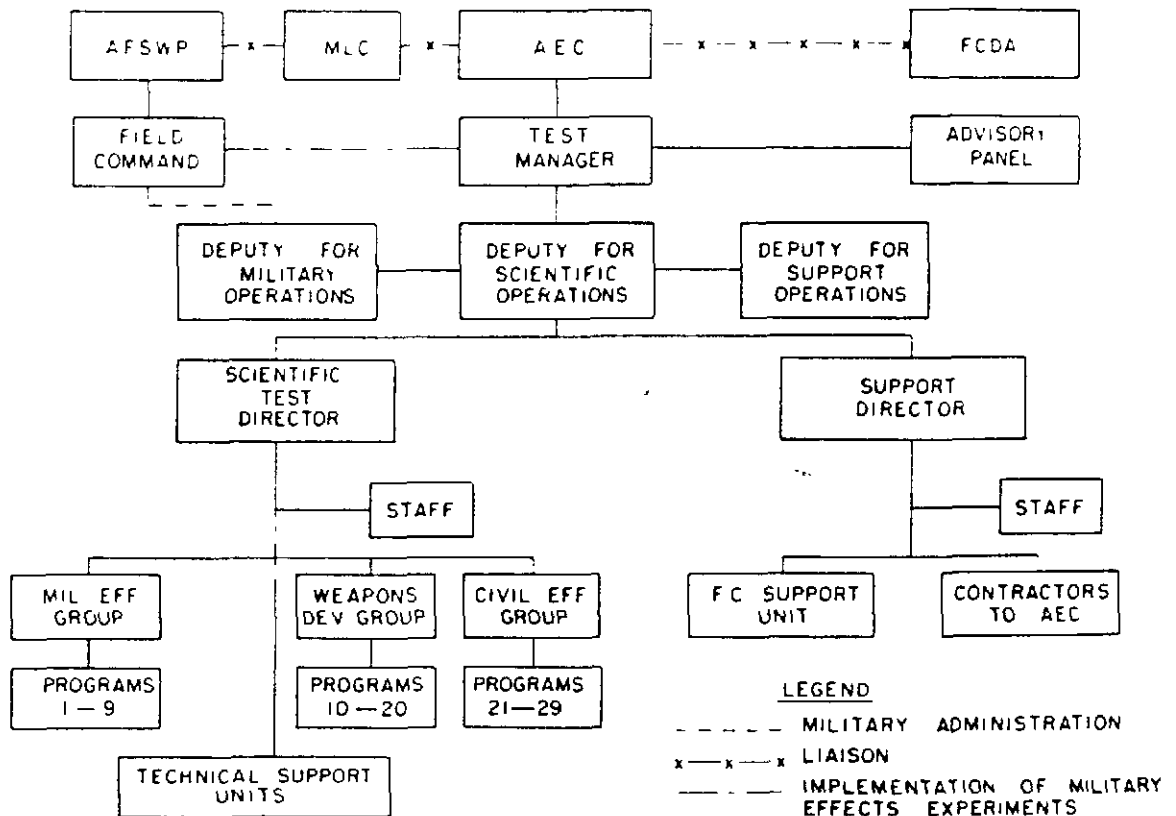 AFSWP
MLC
AEC
FCDA
FIELD
COMMAND
TEST
MANAGER
ADVISORY
PANEL
DEPUTY FOR
MILITARY
OPERATIONS
DEPUTY FOR
SCIENTIFIC
OPERATIONS
DEPUTY FOR
SUPPORT
OPERATIONS
SCIENTIFIC
TEST
DIRECTOR
SUPPORT
DIRECTOR
STAFF
STAFF
MIL EFF
GROUP
WEAPONS
DEV GROUP
CIVIL EFF
GROUP
FC SUPPORT
UNIT
CONTRACTORS
TO AEC
PROGRAMS
1 — 9
PROGRAMS
10 — 20
PROGRAMS
21 — 29
TECHNICAL SUPPORT
UNITS
LEGEND
MILITARY ADMINISTRATION
LIAISON
IMPLEMENTATION OF MILITARY
EFFECTS EXPERIMENTS